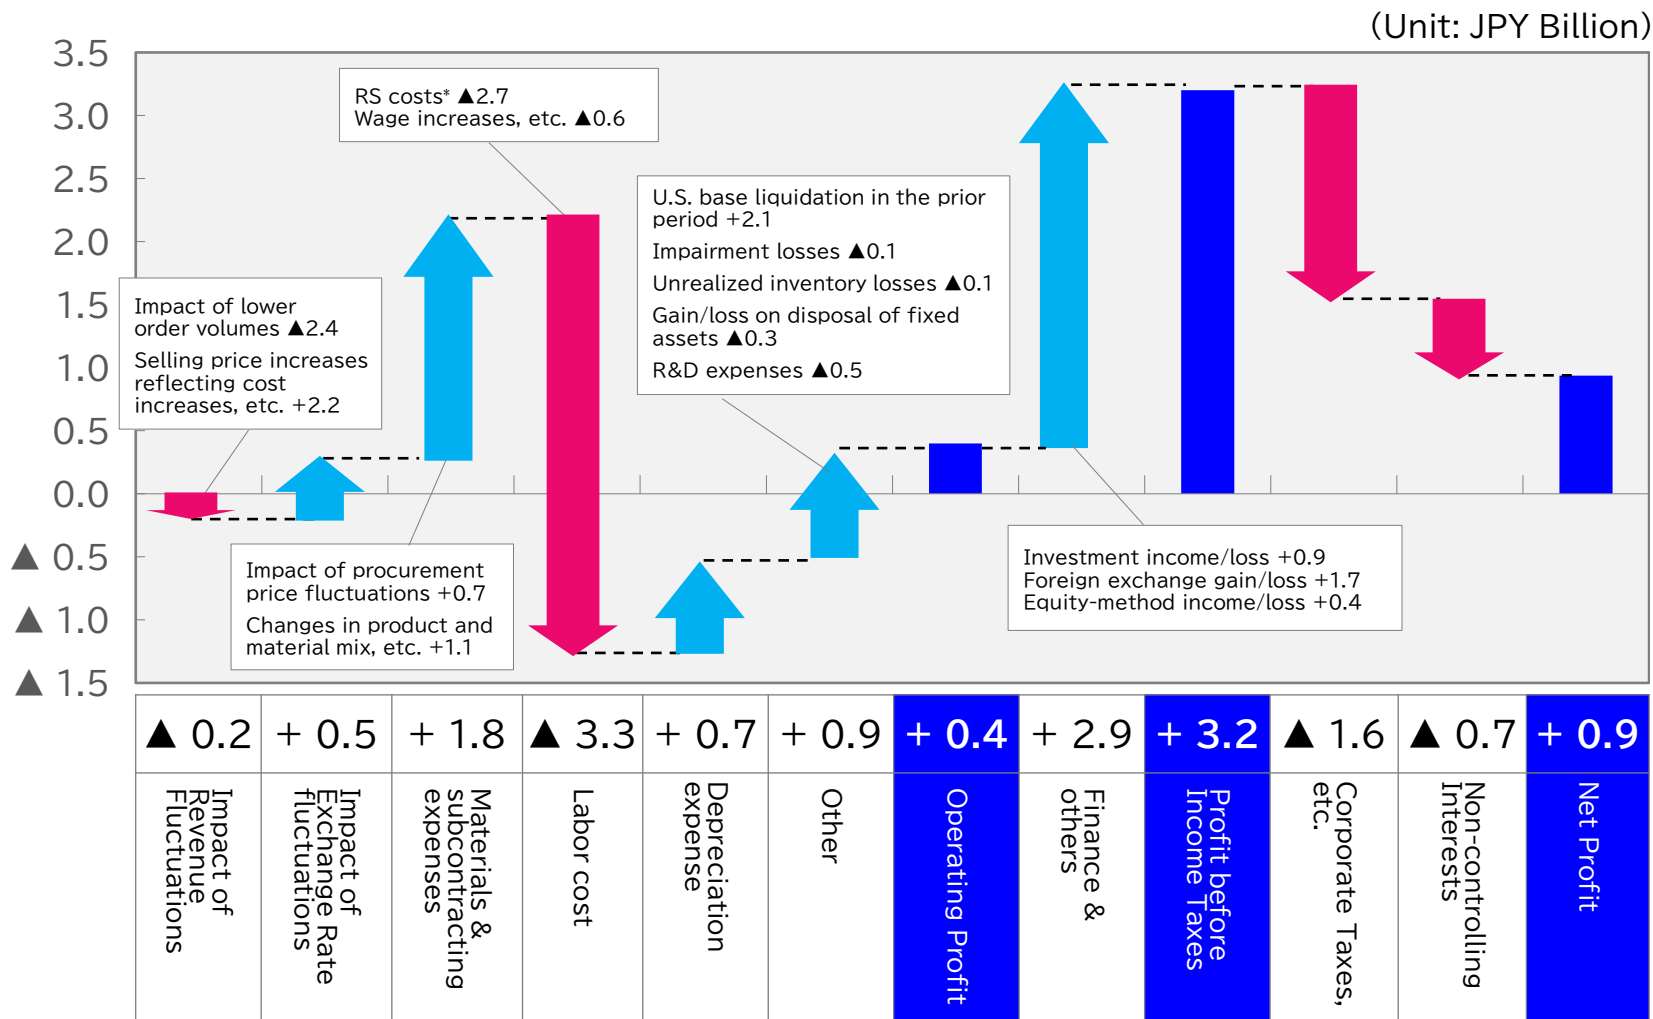 (Unit: JPY Billion)
3.5
3.0
2.5
2.0
1.5
1.0
0.5
0.0
▲ 0.5
▲ 1.0
▲ 1.5
RS costs* ▲2.7
Wage increases, etc. ▲0.6
Impact of lower
order volumes ▲2.4
Selling price increases
reflecting cost
increases, etc. +2.2
Impact of procurement
price fluctuations +0.7
Changes in product and
material mix, etc. +1.1
U.S. base liquidation in the prior
period +2.1
Impairment losses ▲0.1
Unrealized inventory losses ▲0.1
Gain/loss on disposal of fixed
assets ▲0.3
R&D expenses ▲0.5
Investment income/loss +0.9
Foreign exchange gain/loss +1.7
Equity-method income/loss +0.4
▲ 0.2
+ 0.5
+ 1.8
▲ 3.3
+ 0.7
+ 0.9
+ 0.4
+ 2.9
+ 3.2
▲ 1.6
▲ 0.7
+ 0.9
Impact of
Revenue
Fluctuations
Impact of
Exchange Rate
fluctuations
Materials &
subcontracting
expenses
Labor cost
Depreciation
expense
Other
Operating Profit
Finance &
others
Profit before
Income Taxes
Corporate Taxes,
etc.
Non-controlling
Interests
Net Profit